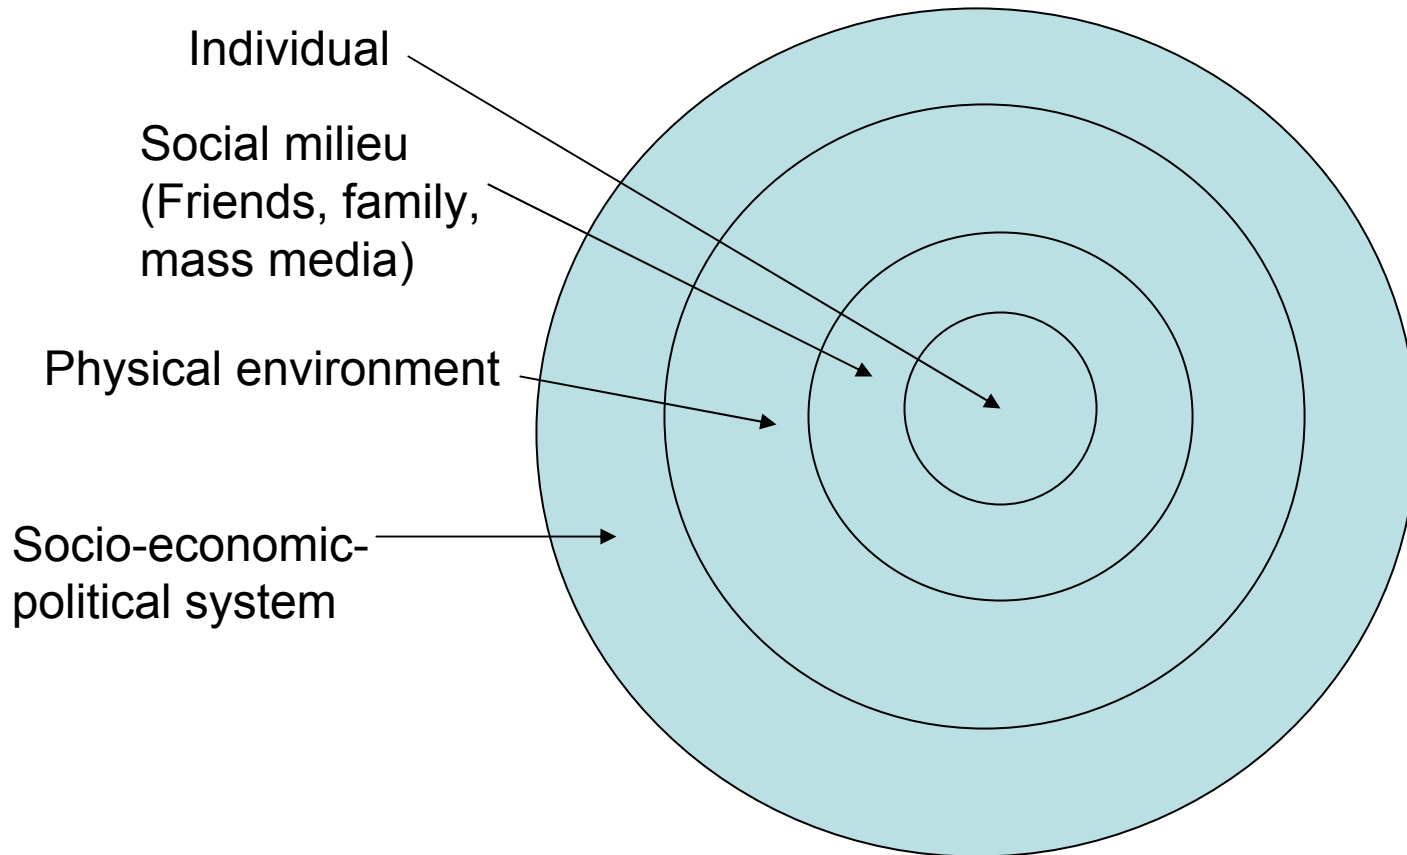 Individual
Social milieu
(Friends, family,
mass media)
Physical environment
Socio-economic-
political system